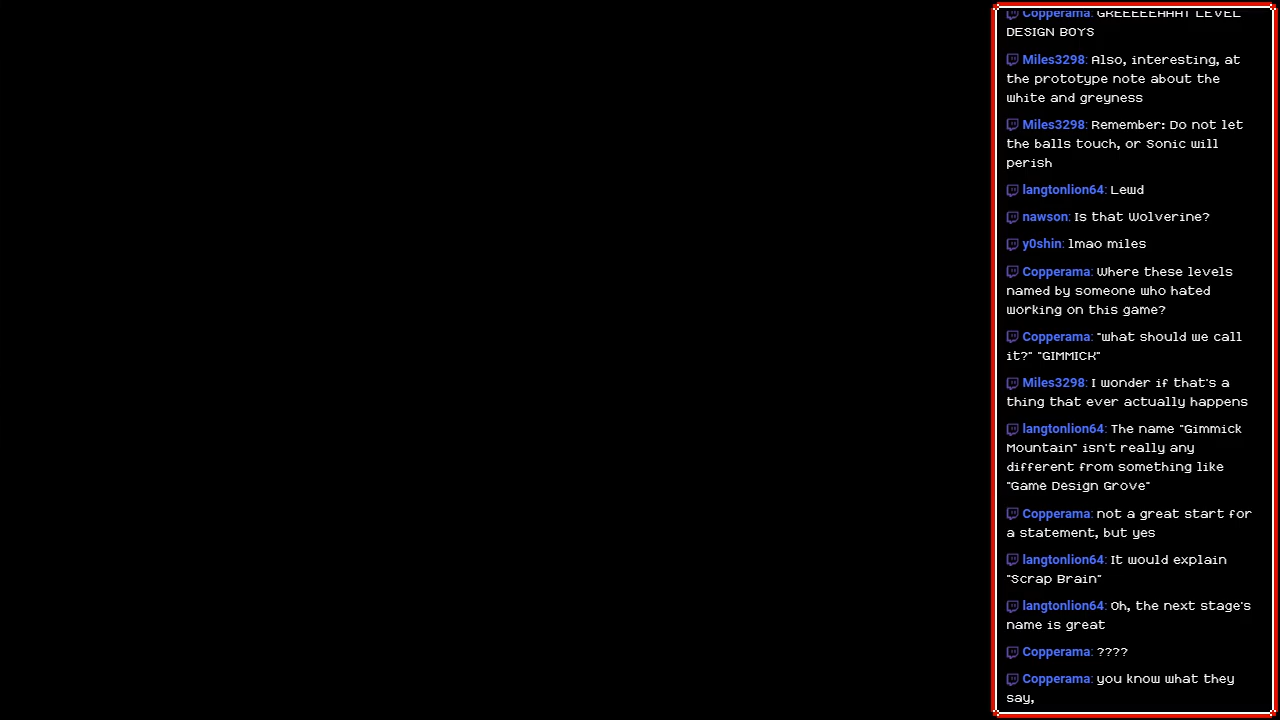 Copperama: GREEEEEAHHT LEVEL
DESIGN BOYS
Miles3298: Also, interesting, at
the prototype note about the
white and greyness
Miles3298: Remember: Do not let
the balls touch, or Sonic will
perish
langtonlion64: Lewd
nawson: Is that Wolverine?
y0shin: lmao miles
Copperama: Where these levels
named by someone who hated
working on this game?
Copperama: "what should we call
it?" "GIMMICK"
Miles3298: I wonder if that's a
thing that ever actually happens
langtonlion64: The name "Gimmick
Mountain" isn't really any
different from something like
"Game Design Grove"
Copperama: not a great start for
a statement, but yes
langtonlion64: It would explain
"Scrap Brain"
langtonlion64: Oh, the next stage's
name is great
Copperama: ????
Copperama: you know what they
say,